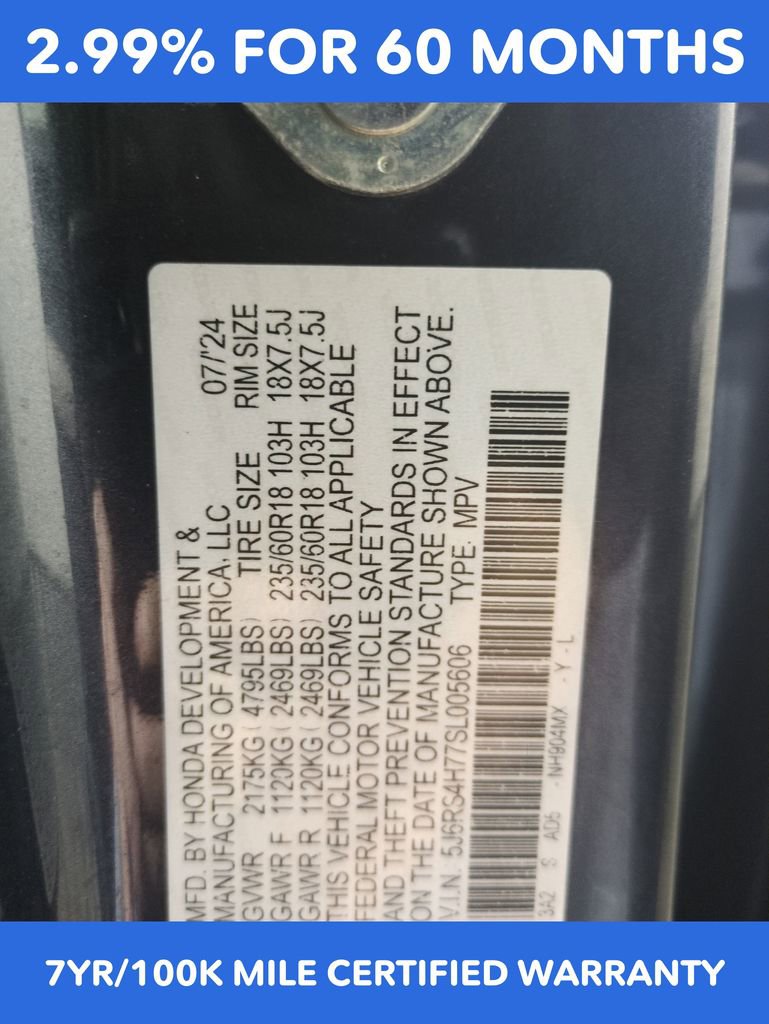 2.99% FOR 60 MONTHS
MFD. BY HONDA DEVELOPMENT &
MANUFACTURING OF AMERICA, LLC 07/'24
GVWR 2175KG( 4795LBS) TIRE SIZE RIM SIZE
GAWR F 1120KG( 2469LBS) 235/60R18 103H 18X7.5J
GAWR R 1120KG( 2469LBS) 235/60R18 103H 18X7.5J
THIS VEHICLE CONFORMS TO ALL APPLICABLE
FEDERAL MOTOR VEHICLE SAFETY
AND THEFT PREVENTION STANDARDS IN EFFECT
ON THE DATE OF MANUFACTURE SHOWN ABOVE.
V.I.N. 5J6RS4H77SL005606 TYPE: MPV
3A2 S AD5 - NH904MX - Y - L
7YR/100K MILE CERTIFIED WARRANTY